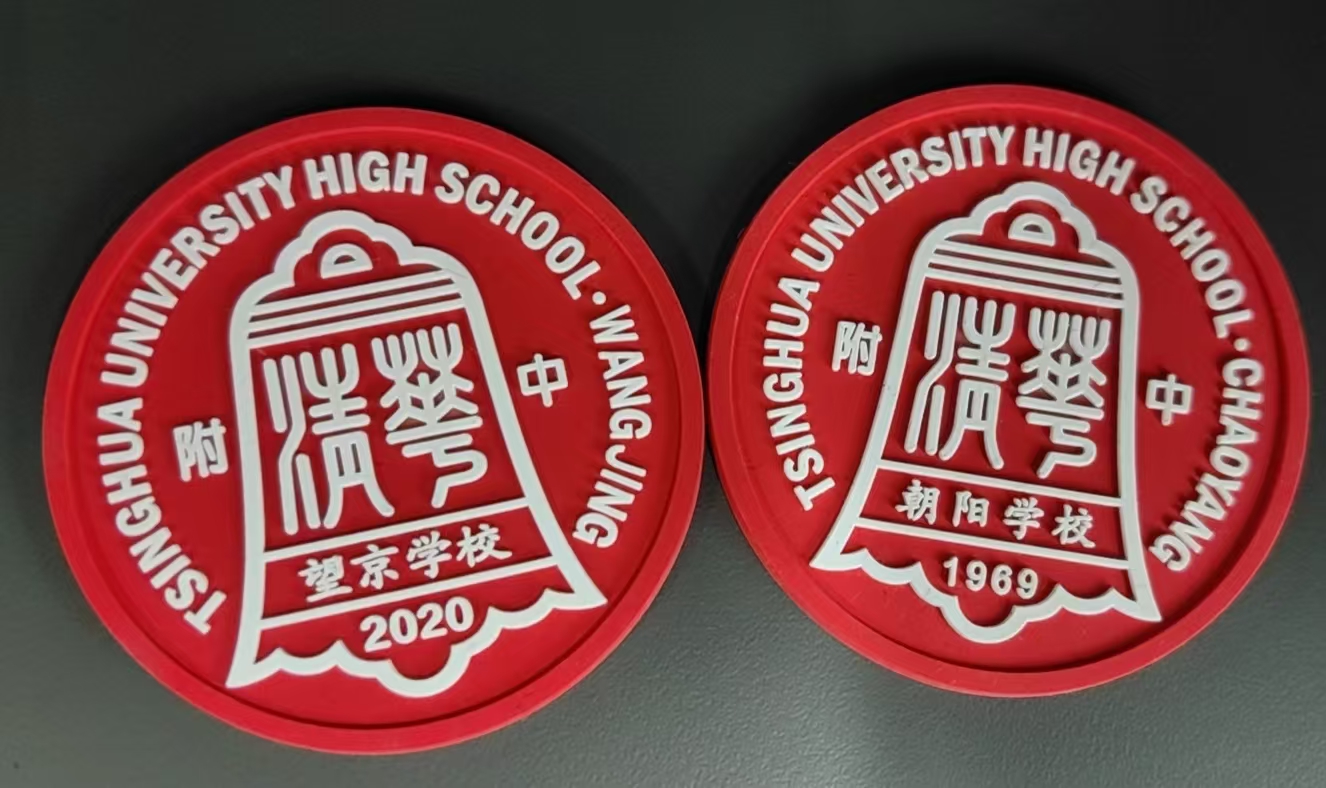 TSINGHUA UNIVERSITY HIGH SCHOOL·WANGJING
清華
附中
望京学校
2020
TSINGHUA UNIVERSITY HIGH SCHOOL·CHAOYANG
清華
附中
朝阳学校
1969